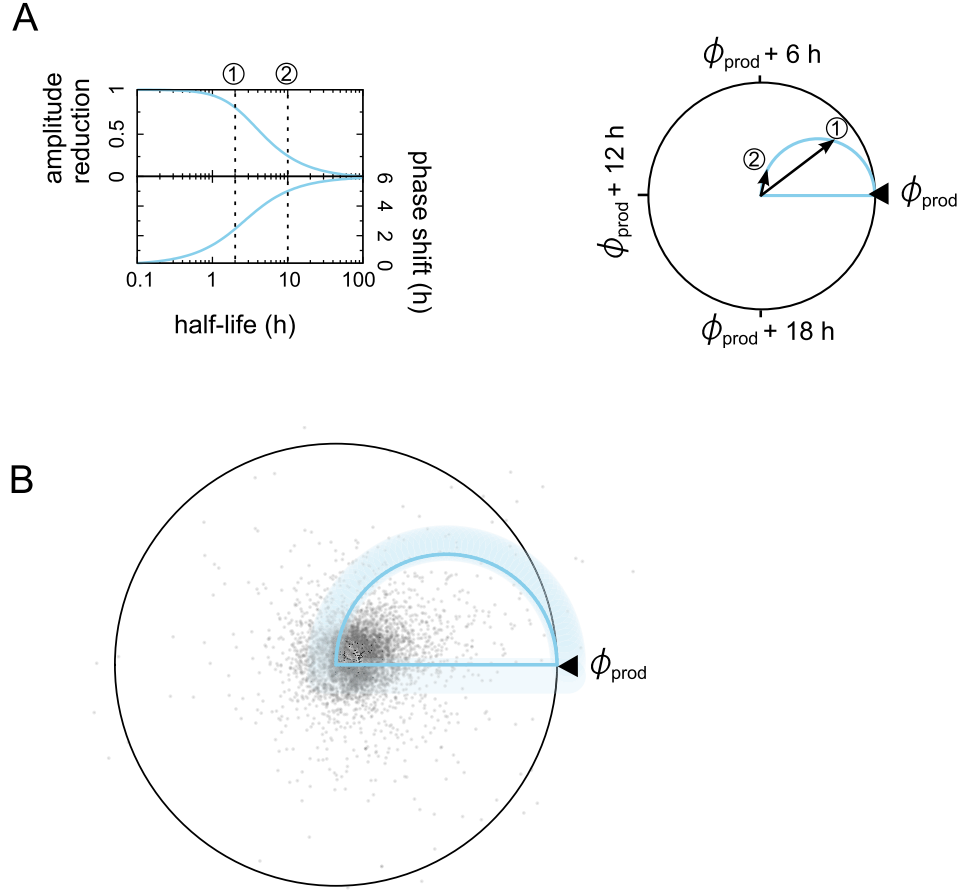 A
① ②
amplitude
reduction
1
0.5
0
phase shift (h)
6
4
2
0
0.1 1 10 100
half-life (h)
ϕprod + 6 h
ϕprod + 12 h
①
②
ϕprod
ϕprod + 18 h
B
ϕprod